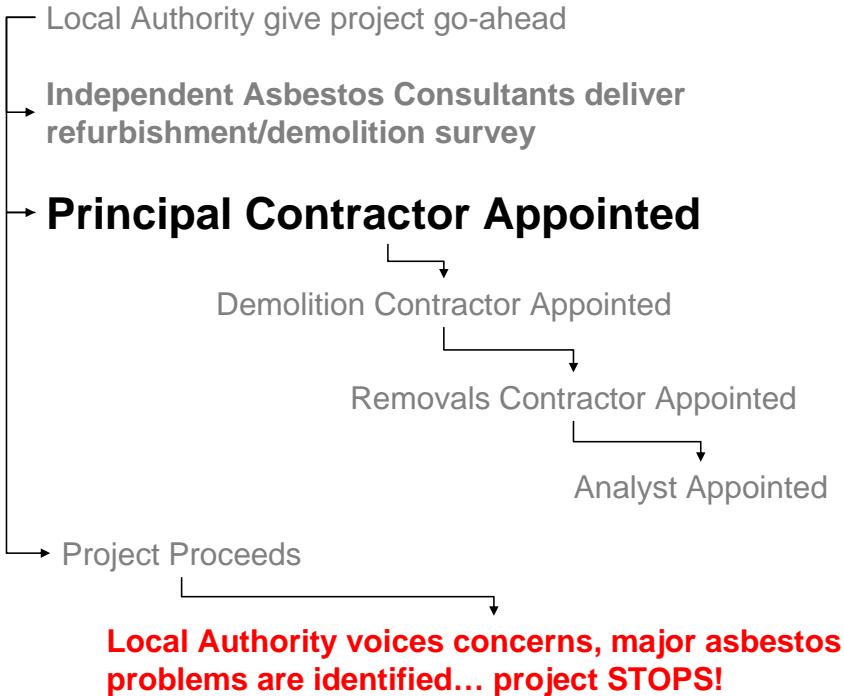 Local Authority give project go-ahead
Independent Asbestos Consultants deliver
refurbishment/demolition survey
Principal Contractor Appointed
Demolition Contractor Appointed
Removals Contractor Appointed
Analyst Appointed
Project Proceeds
Local Authority voices concerns, major asbestos
problems are identified… project STOPS!